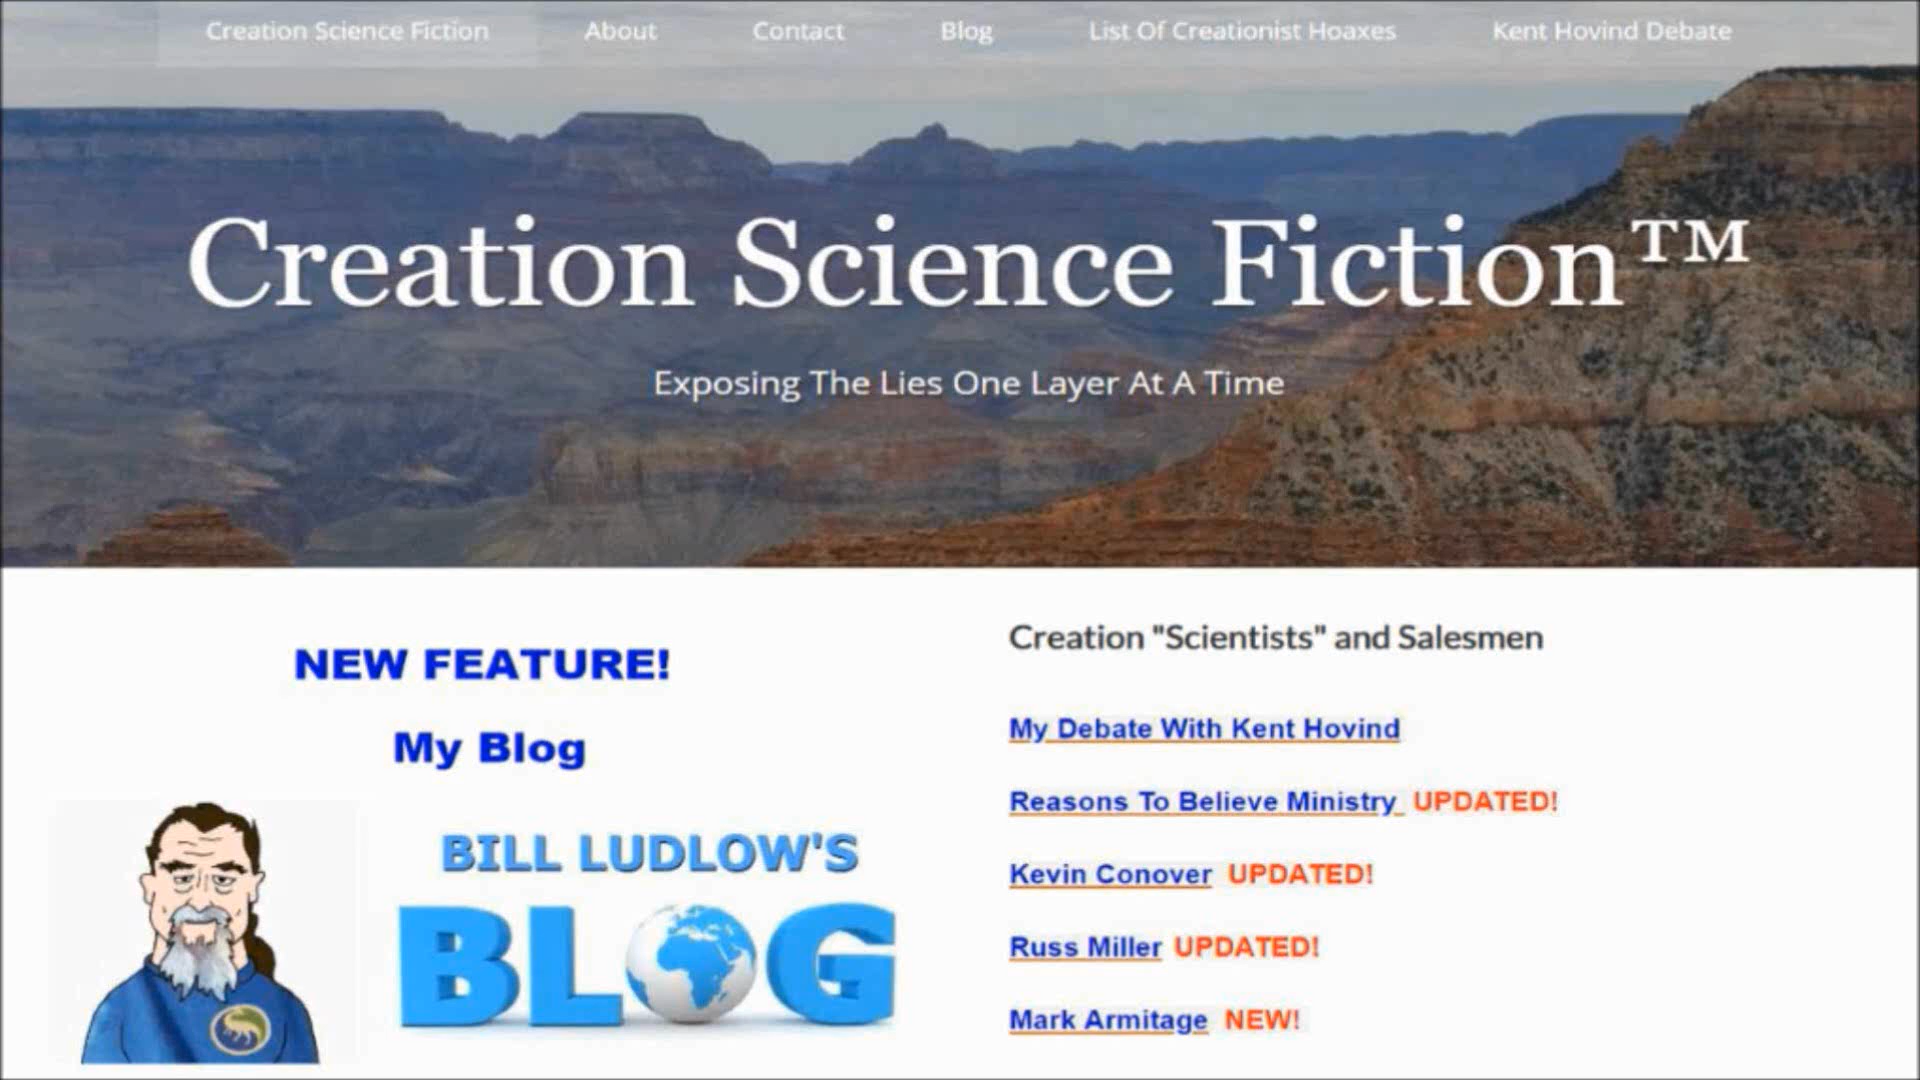 Creation Science Fiction About Contact Blog List Of Creationist Hoaxes Kent Hovind Debate
Creation Science Fiction™
Exposing The Lies One Layer At A Time
NEW FEATURE!
My Blog
BILL LUDLOW'S
BLOG
Creation "Scientists" and Salesmen
My Debate With Kent Hovind
Reasons To Believe Ministry UPDATED!
Kevin Conover UPDATED!
Russ Miller UPDATED!
Mark Armitage NEW!